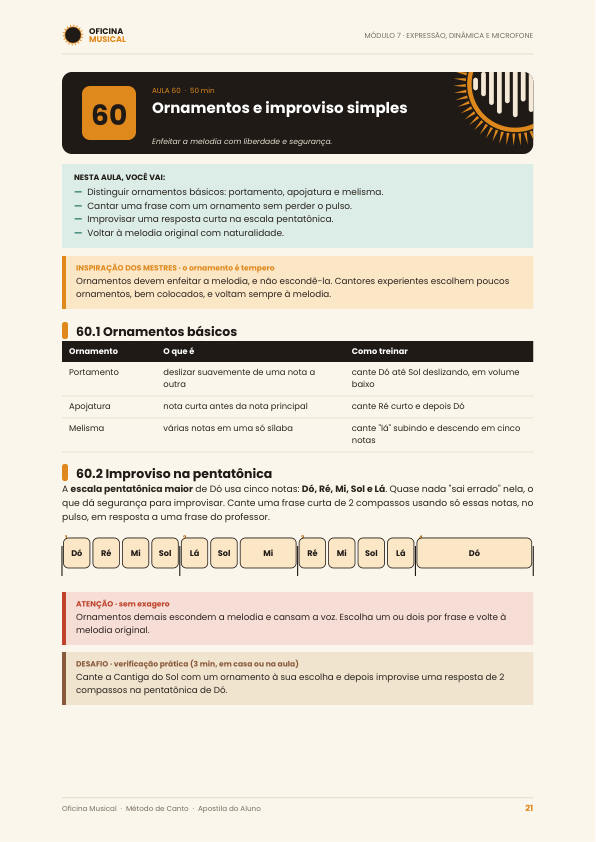 OFICINA
MUSICAL
MÓDULO 7 · EXPRESSÃO, DINÂMICA E MICROFONE
60
AULA 60 · 50 min
Ornamentos e improviso simples
Enfeitar a melodia com liberdade e segurança.
NESTA AULA, VOCÊ VAI:
— Distinguir ornamentos básicos: portamento, apojatura e melisma.
— Cantar uma frase com um ornamento sem perder o pulso.
— Improvisar uma resposta curta na escala pentatônica.
— Voltar à melodia original com naturalidade.
INSPIRAÇÃO DOS MESTRES · o ornamento é tempero
Ornamentos devem enfeitar a melodia, e não escondê-la. Cantores experientes escolhem poucos
ornamentos, bem colocados, e voltam sempre à melodia.
60.1 Ornamentos básicos
Ornamento O que é Como treinar
Portamento deslizar suavemente de uma nota a outra cante Dó até Sol deslizando, em volume baixo
Apojatura nota curta antes da nota principal cante Ré curto e depois Dó
Melisma várias notas em uma só sílaba cante "lá" subindo e descendo em cinco notas
60.2 Improviso na pentatônica
A escala pentatônica maior de Dó usa cinco notas: Dó, Ré, Mi, Sol e Lá. Quase nada "sai errado" nela, o
que dá segurança para improvisar. Cante uma frase curta de 2 compassos usando só essas notas, no
pulso, em resposta a uma frase do professor.
Dó Ré Mi Sol Lá Sol Mi Ré Mi Sol Lá Dó
ATENÇÃO · sem exagero
Ornamentos demais escondem a melodia e cansam a voz. Escolha um ou dois por frase e volte à
melodia original.
DESAFIO · verificação prática (3 min, em casa ou na aula)
Cante a Cantiga do Sol com um ornamento à sua escolha e depois improvise uma resposta de 2
compassos na pentatônica de Dó.
Oficina Musical · Método de Canto · Apostila do Aluno
21